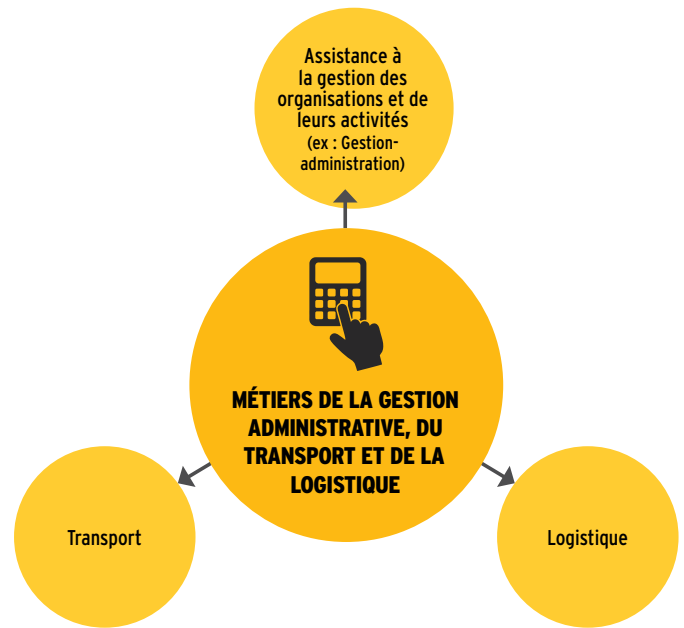 Assistance à
la gestion des
organisations et de
leurs activités
(ex : Gestion-
administration)
MÉTIERS DE LA GESTION
ADMINISTRATIVE, DU
TRANSPORT ET DE LA
LOGISTIQUE
Transport
Logistique